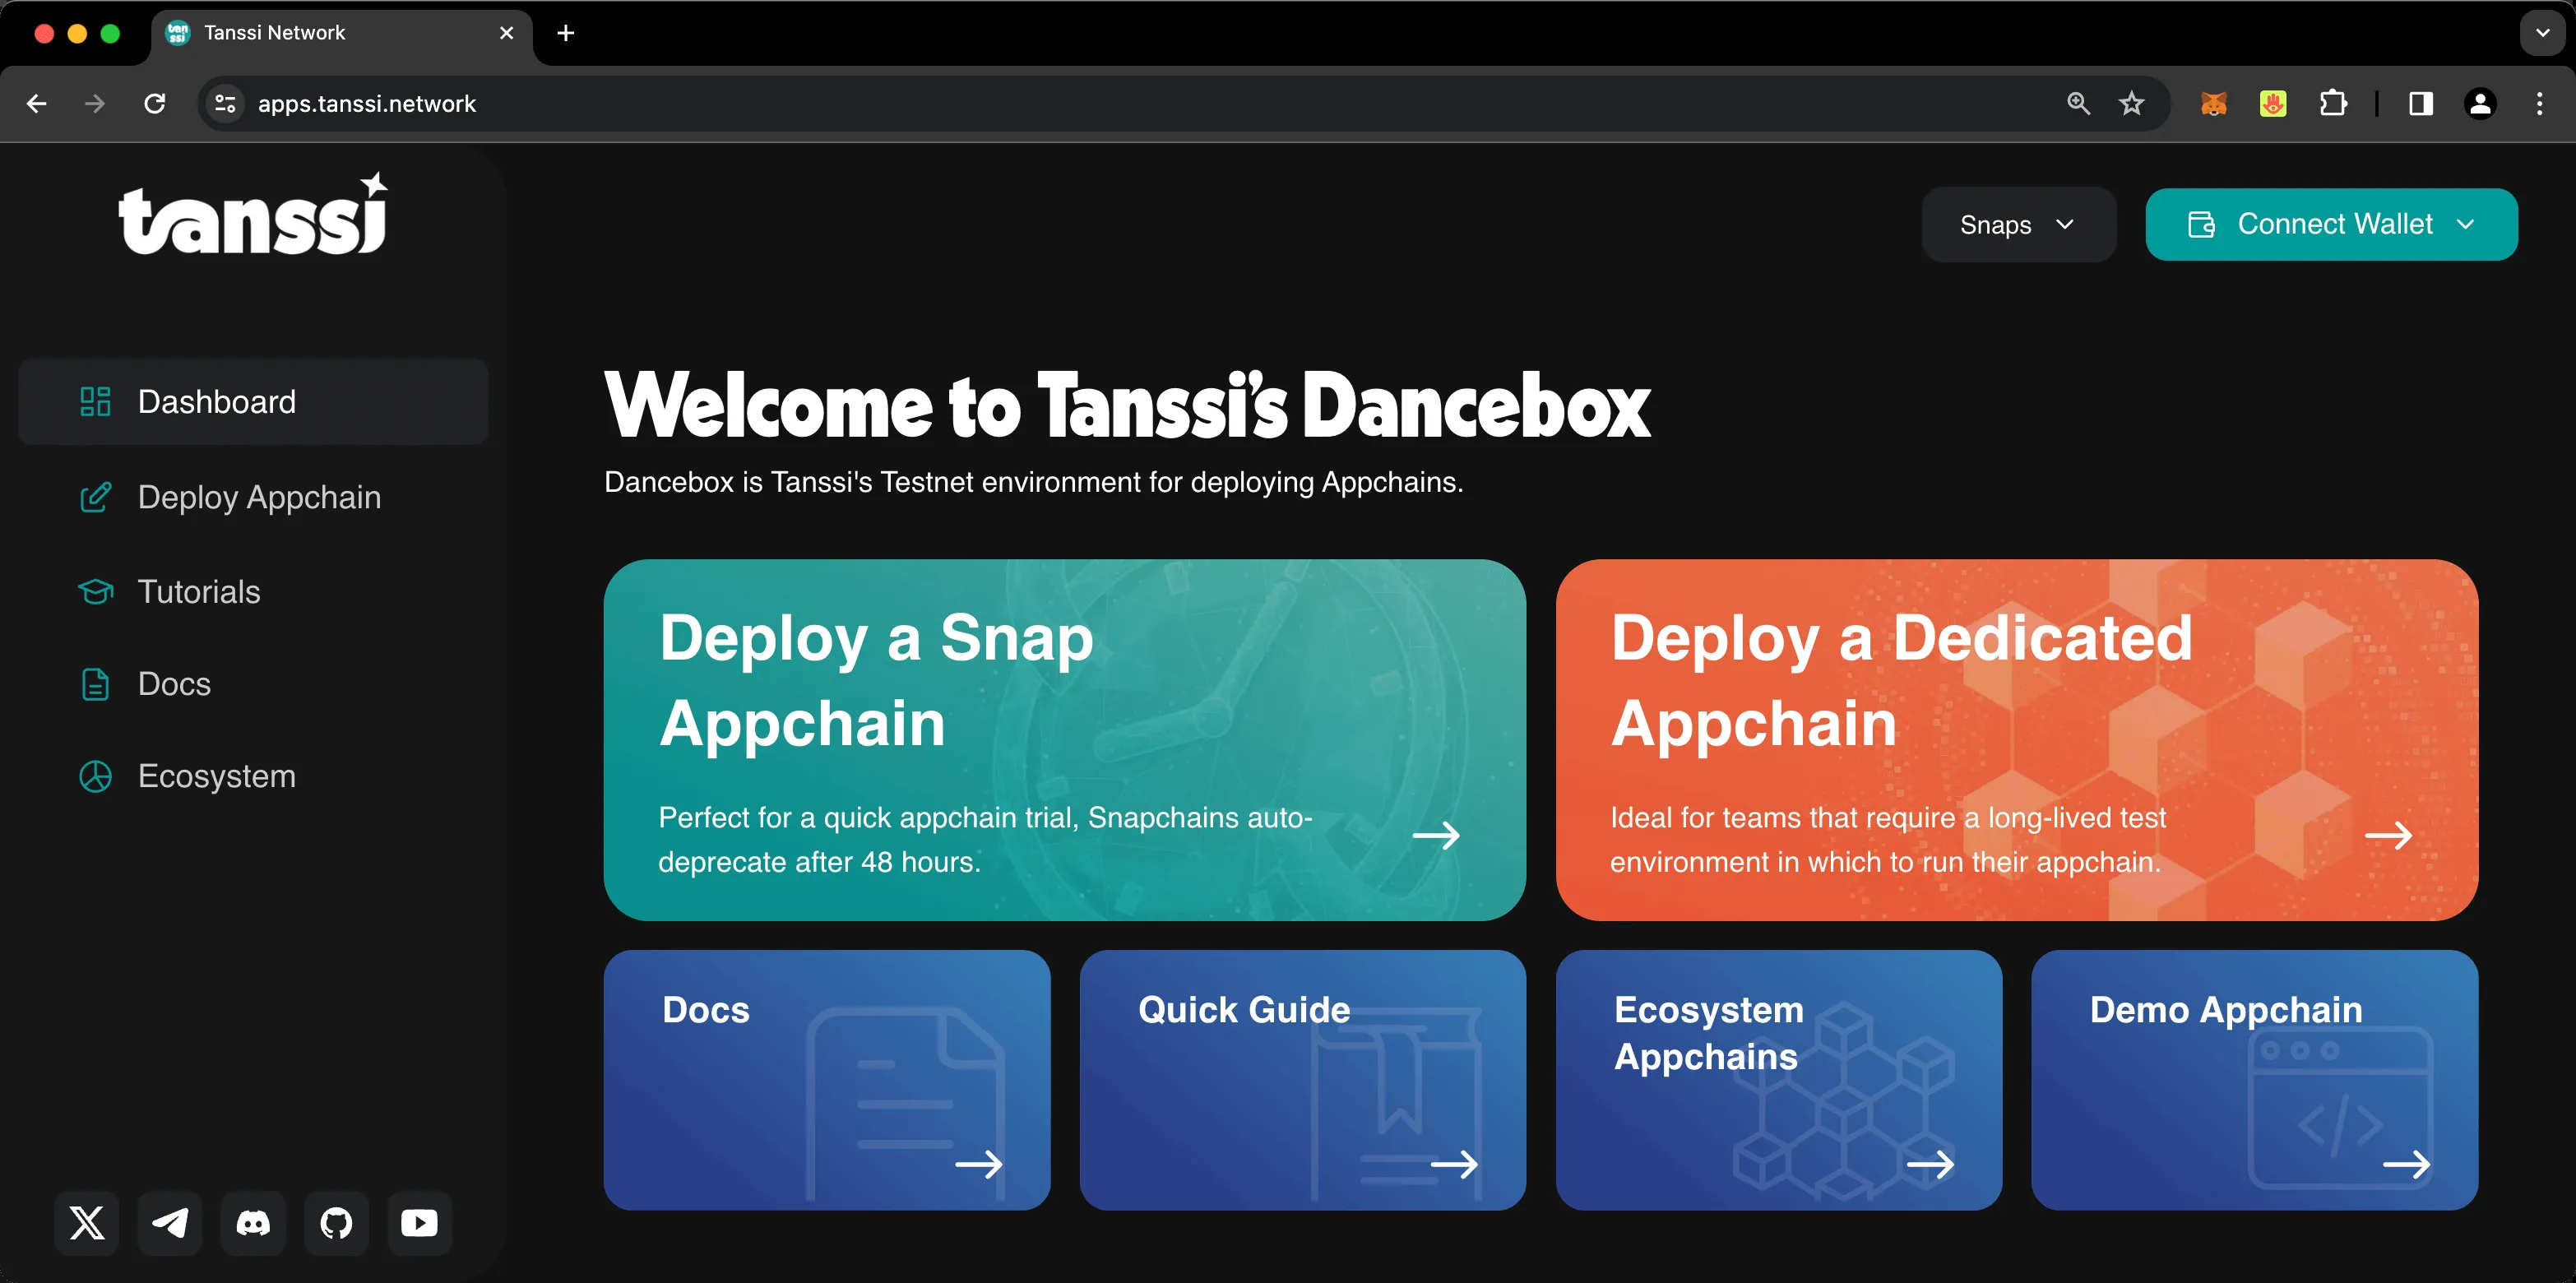 Tanssi Network
apps.tanssi.network
tanssi
Snaps
Connect Wallet
Dashboard
Deploy Appchain
Tutorials
Docs
Ecosystem
Welcome to Tanssi’s Dancebox
Dancebox is Tanssi's Testnet environment for deploying Appchains.
Deploy a Snap
Appchain
Perfect for a quick appchain trial, Snapchains auto-
deprecate after 48 hours.
Deploy a Dedicated
Appchain
Ideal for teams that require a long-lived test
environment in which to run their appchain.
Docs
Quick Guide
Ecosystem
Appchains
Demo Appchain